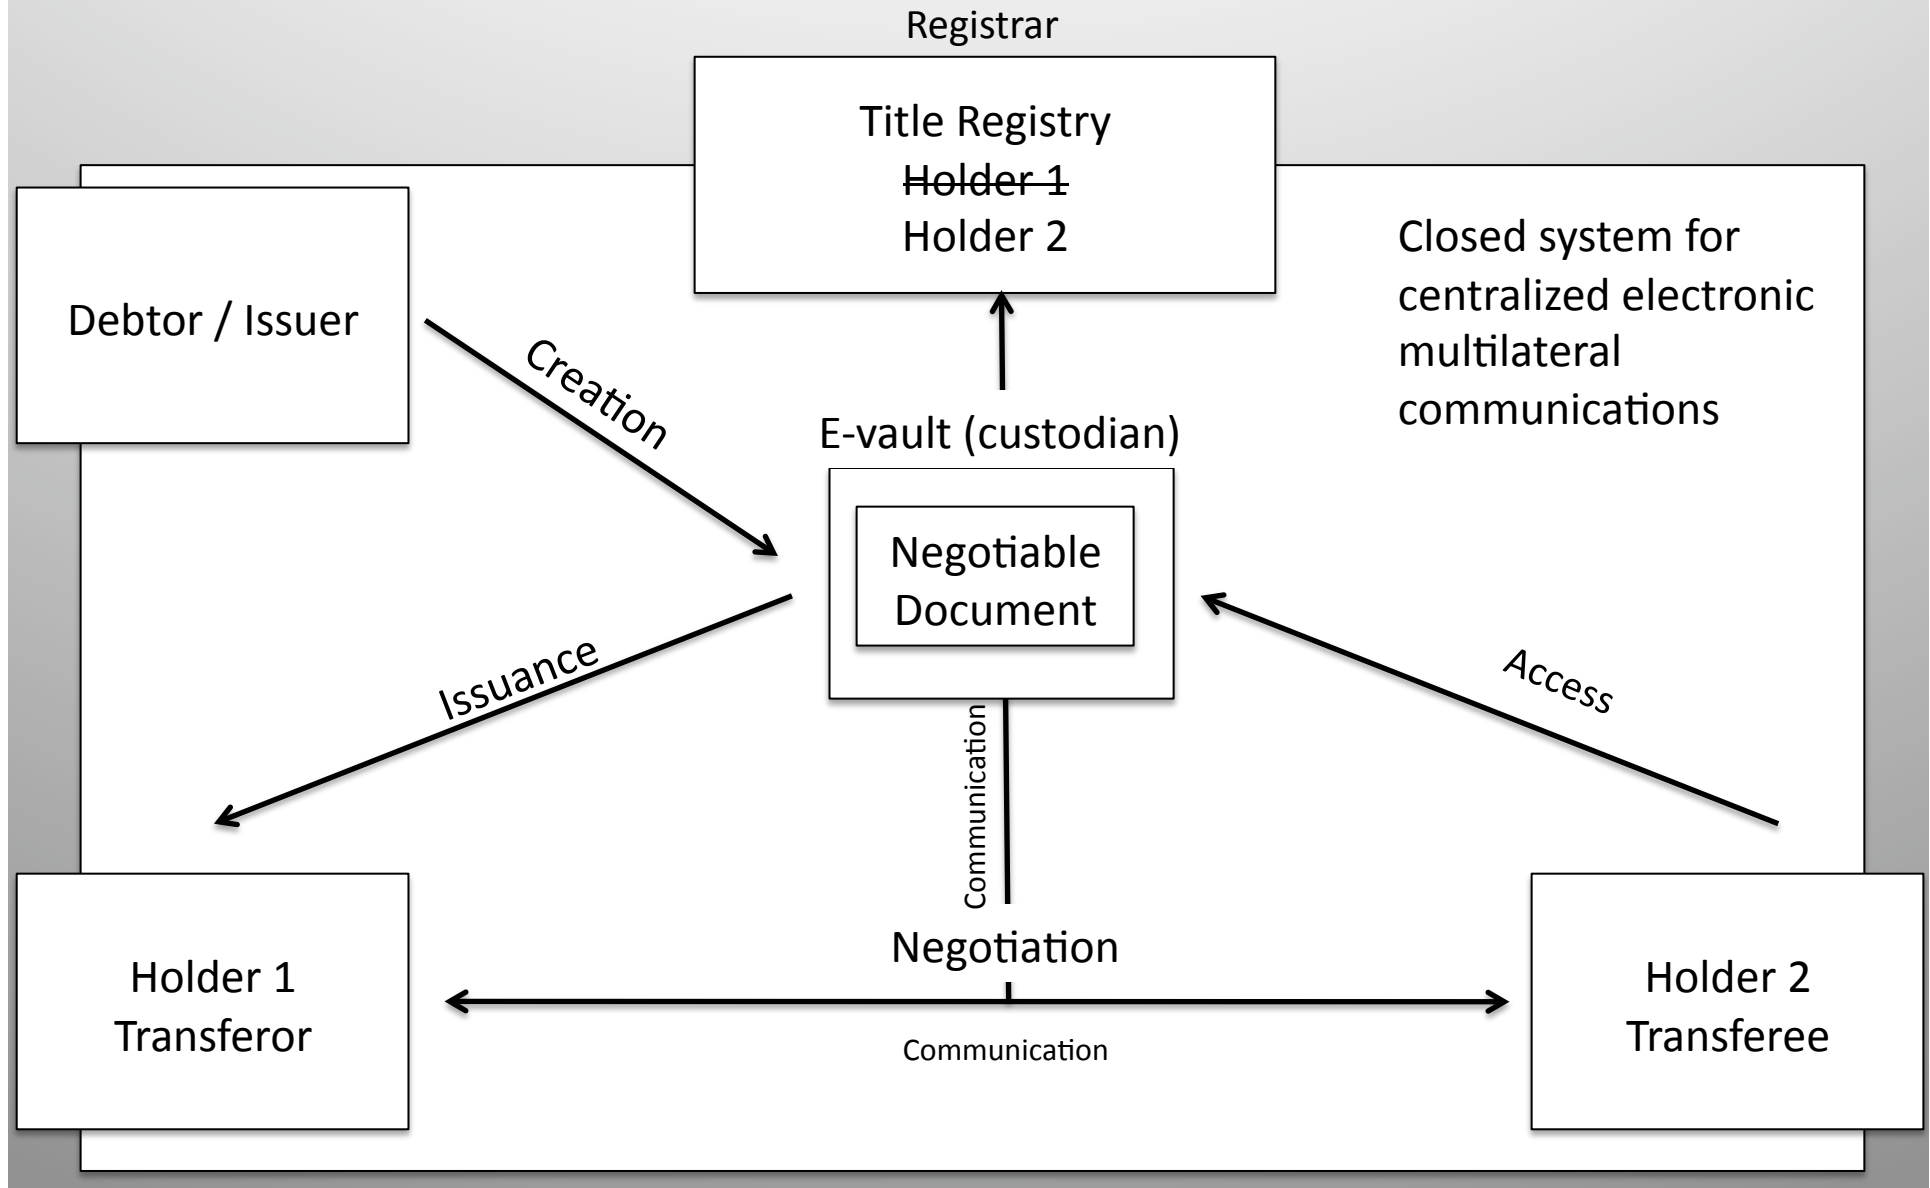 Registrar
Title Registry
Holder 1
Holder 2
Debtor / Issuer
Closed system for
centralized electronic
multilateral
communications
Creation
E-vault (custodian)
Negotiable
Document
Issuance
Access
Communication
Negotiation
Holder 1
Transferor
Communication
Holder 2
Transferee